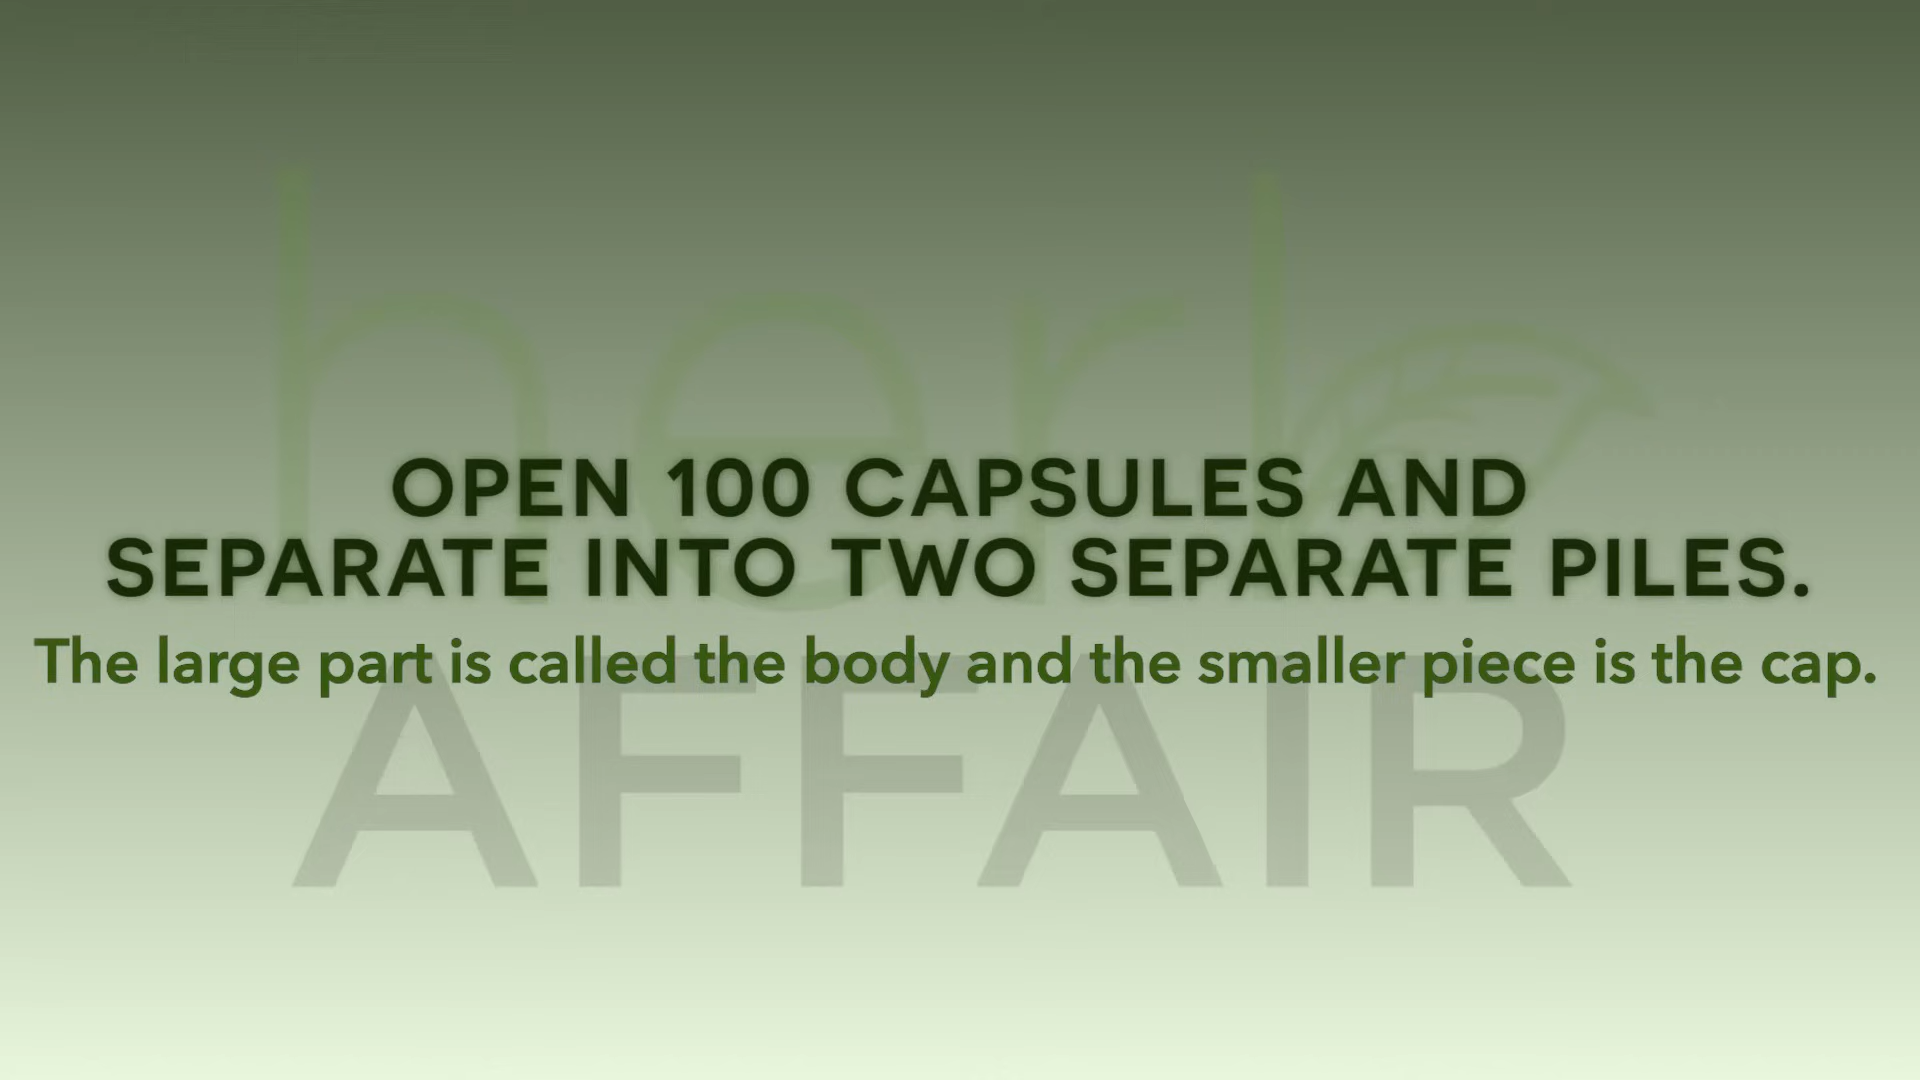 herb
OPEN 100 CAPSULES AND
SEPARATE INTO TWO SEPARATE PILES.
The large part is called the body and the smaller piece is the cap.
AFFAIR